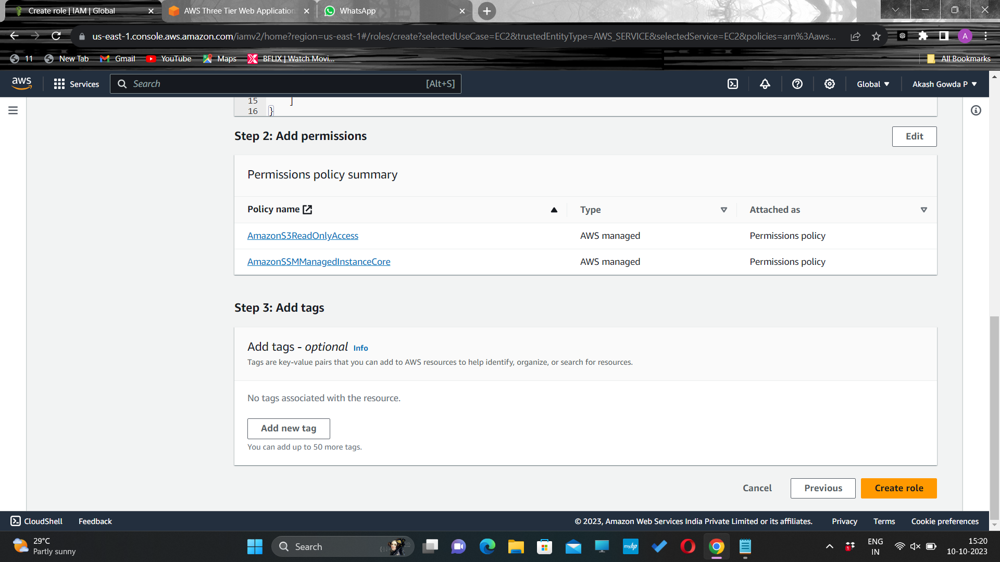 Create role | IAM | Global
AWS Three Tier Web Application
WhatsApp
us-east-1.console.aws.amazon.com/iamv2/home?region=us-east-1#/roles/create?selectedUseCase=EC2&trustedEntityType=AWS_SERVICE&selectedService=EC2&policies=arn%3Aaws...
A
11
New Tab
Gmail
YouTube
Maps
BFLIX | Watch Movi...
All Bookmarks
aws
Services
Search
[Alt+S]
Global
Akash Gowda P
15 ]
16 }
Step 2: Add permissions
Edit
Permissions policy summary
Policy name
Type
Attached as
AmazonS3ReadOnlyAccess
AWS managed
Permissions policy
AmazonSSMManagedInstanceCore
AWS managed
Permissions policy
Step 3: Add tags
Add tags - optional Info
Tags are key-value pairs that you can add to AWS resources to help identify, organize, or search for resources.
No tags associated with the resource.
Add new tag
You can add up to 50 more tags.
Cancel
Previous
Create role
CloudShell
Feedback
© 2023, Amazon Web Services India Private Limited or its affiliates.
Privacy
Terms
Cookie preferences
29°C
Partly sunny
Search
myhp
1
ENG
IN
15:20
10-10-2023